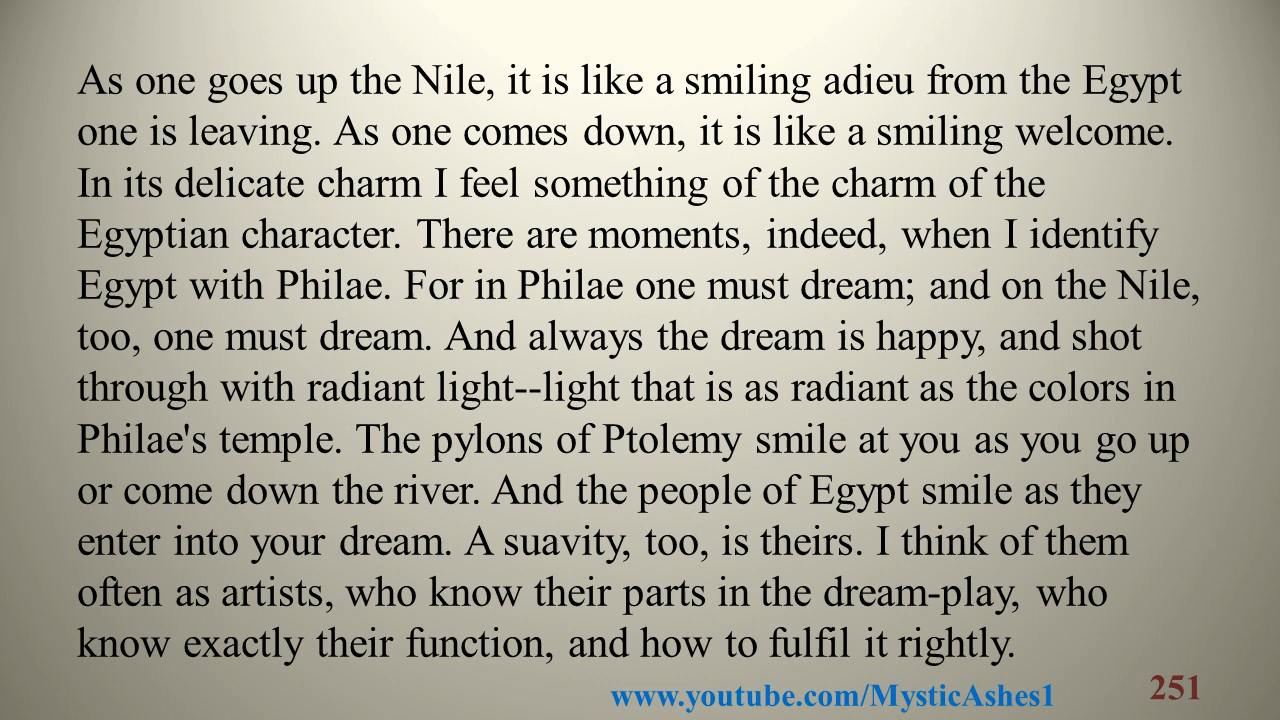 As one goes up the Nile, it is like a smiling adieu from the Egypt
one is leaving. As one comes down, it is like a smiling welcome.
In its delicate charm I feel something of the charm of the
Egyptian character. There are moments, indeed, when I identify
Egypt with Philae. For in Philae one must dream; and on the Nile,
too, one must dream. And always the dream is happy, and shot
through with radiant light--light that is as radiant as the colors in
Philae's temple. The pylons of Ptolemy smile at you as you go up
or come down the river. And the people of Egypt smile as they
enter into your dream. A suavity, too, is theirs. I think of them
often as artists, who know their parts in the dream-play, who
know exactly their function, and how to fulfil it rightly.
www.youtube.com/MysticAshes1
251